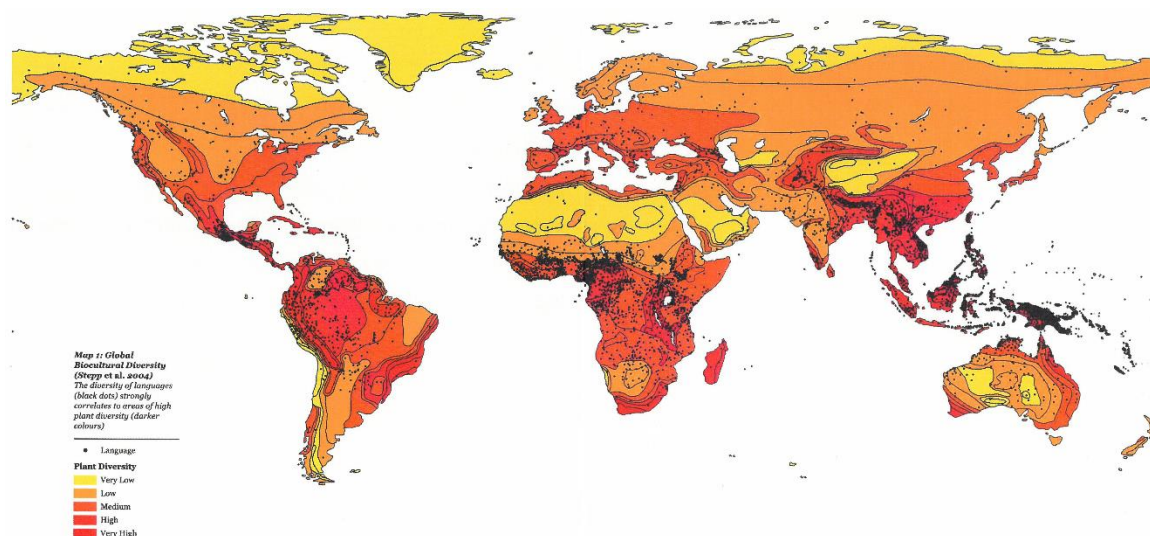 Map 1: Global
Biocultural Diversity
(Stepp et al. 2004)
The diversity of languages
(black dots) strongly
correlates to areas of high
plant diversity (darker
colours)
Language
Plant Diversity
Very Low
Low
Medium
High
Very High